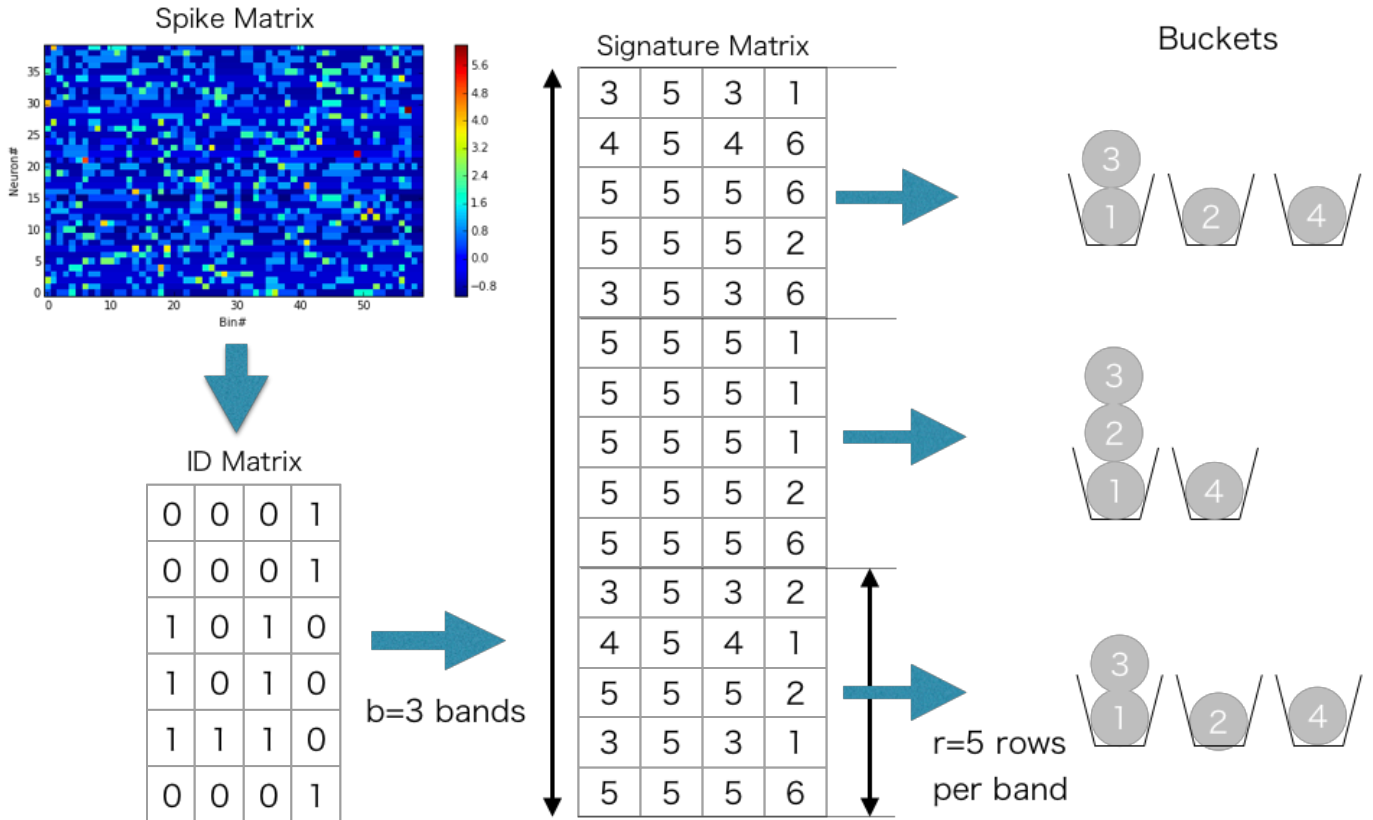 Spike Matrix
35
30
25
20
15
10
5
0
Neuron#
0 10 20 30 40 50
Bin#
5.6
4.8
4.0
3.2
2.4
1.6
0.8
0.0
−0.8
ID Matrix
0 0 0 1
0 0 0 1
1 0 1 0
1 0 1 0
1 1 1 0
0 0 0 1
b=3 bands
Signature Matrix
3 5 3 1
4 5 4 6
5 5 5 6
5 5 5 2
3 5 3 6
5 5 5 1
5 5 5 1
5 5 5 1
5 5 5 2
5 5 5 6
3 5 3 2
4 5 4 1
5 5 5 2
3 5 3 1
5 5 5 6
r=5 rows
per band
Buckets
3
1 2 4
3
2
1 4
3
1 2 4